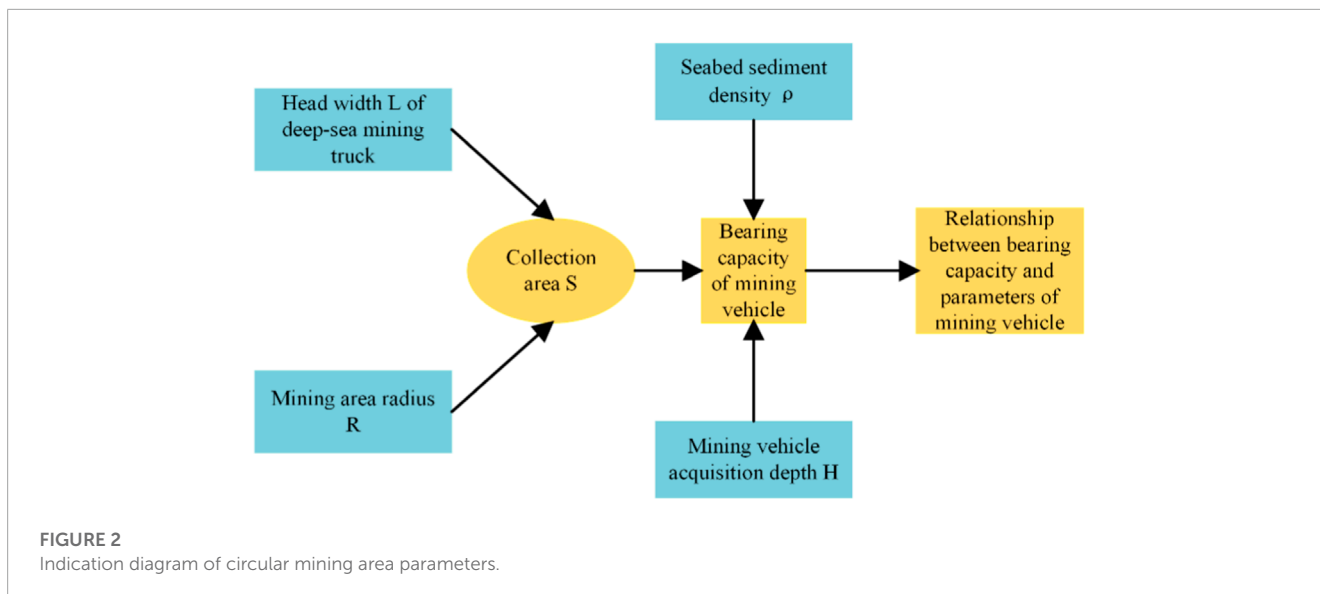 Seabed sediment
density ρ
Head width L of
deep-sea mining
truck
Collection
area S
Bearing
capacity
of mining
vehicle
Relationship
between bearing
capacity and
parameters of
mining vehicle
Mining area radius
R
Mining vehicle
acquisition depth H
FIGURE 2
Indication diagram of circular mining area parameters.